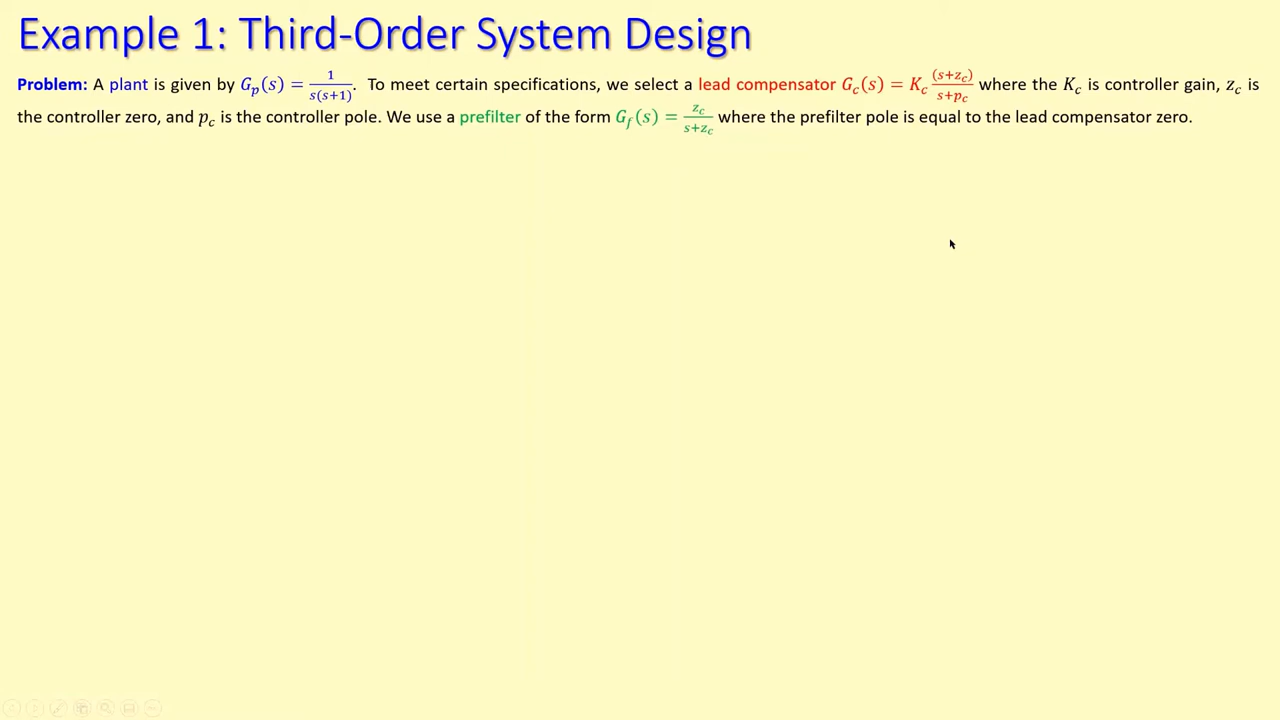 Example 1: Third-Order System Design
Problem: A plant is given by G_p(s) = 1/(s(s+1)). To meet certain specifications, we select a lead compensator G_c(s) = K_c (s+z_c)/(s+p_c) where the K_c is controller gain, z_c is
the controller zero, and p_c is the controller pole. We use a prefilter of the form G_f(s) = z_c/(s+z_c) where the prefilter pole is equal to the lead compensator zero.